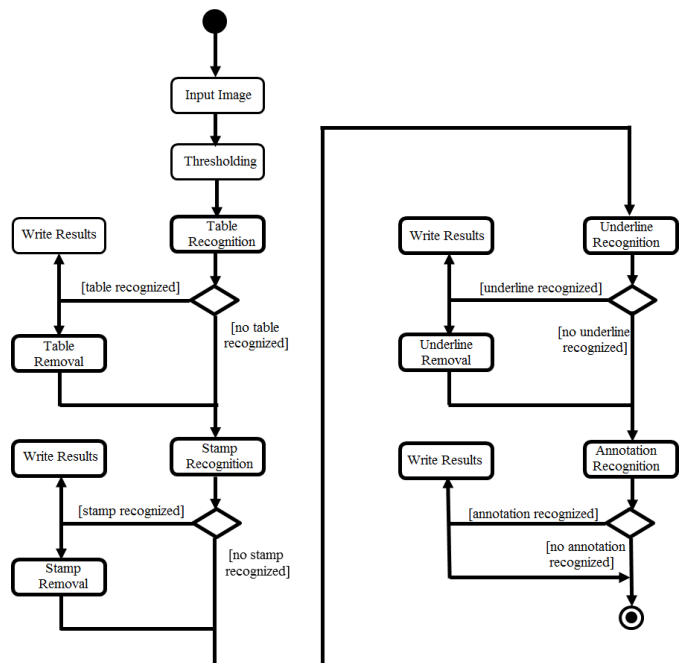 Input Image
Thresholding
Table
Recognition
Write Results
[table recognized]
[no table
recognized]
Table
Removal
Stamp
Recognition
Write Results
[stamp recognized]
[no stamp
recognized]
Stamp
Removal
Underline
Recognition
Write Results
[underline recognized]
[no underline
recognized]
Underline
Removal
Annotation
Recognition
Write Results
[annotation recognized]
[no annotation
recognized]